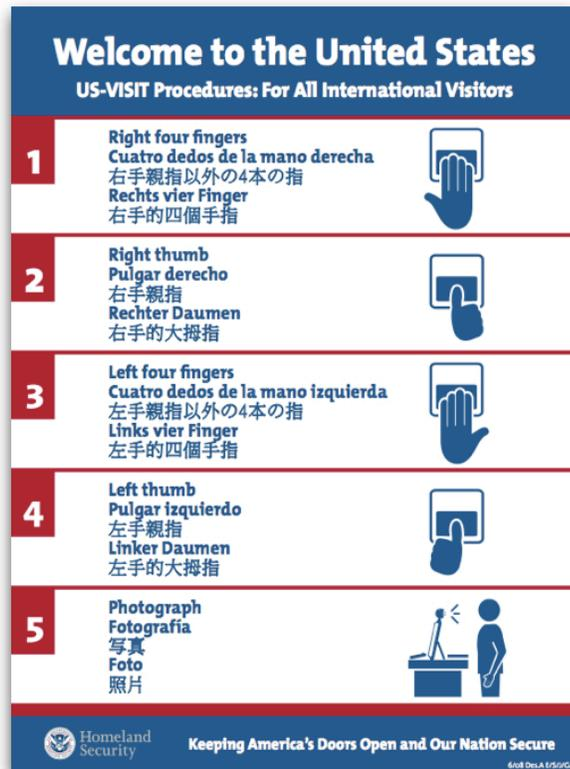 Welcome to the United States
US-VISIT Procedures: For All International Visitors
1
Right four fingers
Cuatro dedos de la mano derecha
右手親指以外の4本の指
Rechts vier Finger
右手的四個手指
2
Right thumb
Pulgar derecho
右手親指
Rechter Daumen
右手的大拇指
3
Left four fingers
Cuatro dedos de la mano izquierda
左手親指以外の4本の指
Links vier Finger
左手的四個手指
4
Left thumb
Pulgar izquierdo
左手親指
Linker Daumen
左手的大拇指
5
Photograph
Fotografía
写真
Foto
照片
Homeland
Security
Keeping America's Doors Open and Our Nation Secure